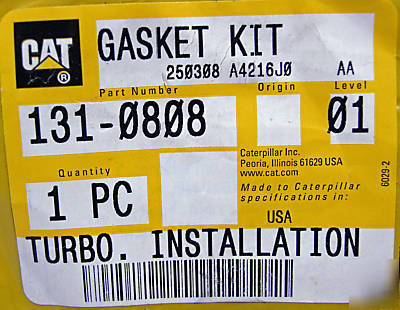 CAT ®
GASKET KIT
250308 A4216J0 AA
Part Number Origin Level
131-0808 01
Caterpillar Inc.
Peoria, Illinois 61629 USA
www.cat.com
Quantity
1 PC
Made to Caterpillar
specifications in:
USA
6029-2
TURBO. INSTALLATION